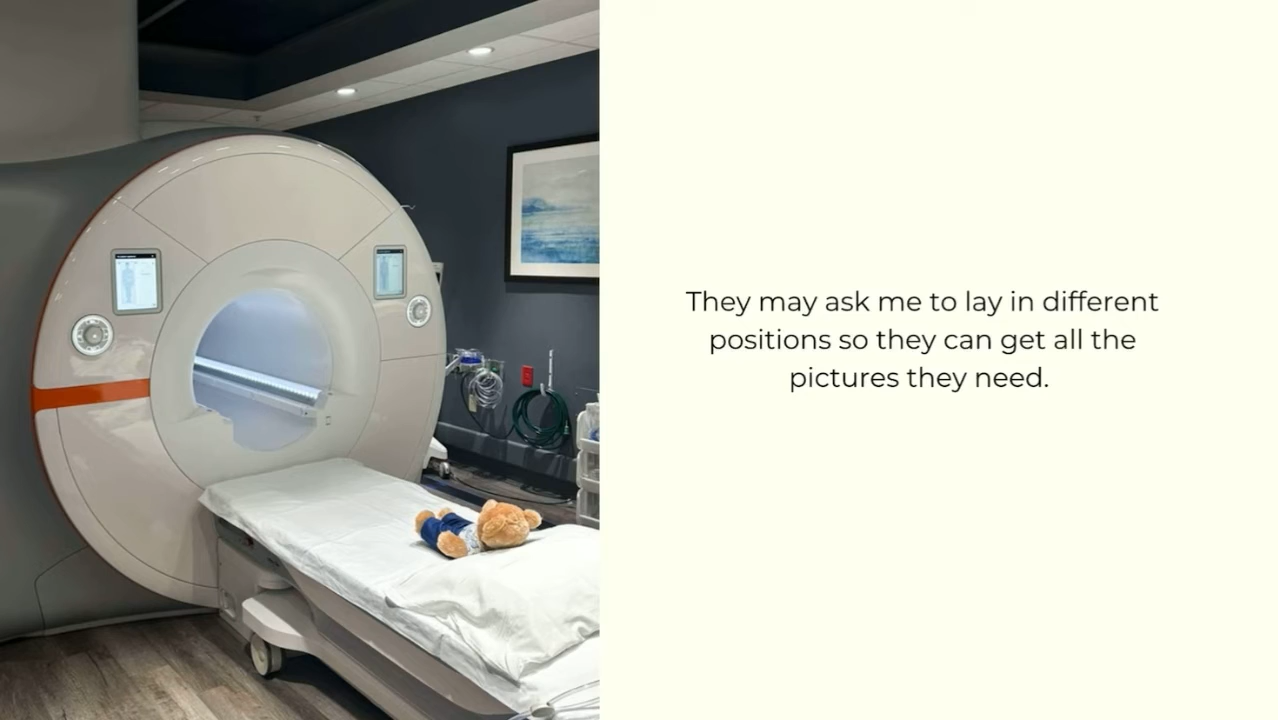 They may ask me to lay in different
positions so they can get all the
pictures they need.